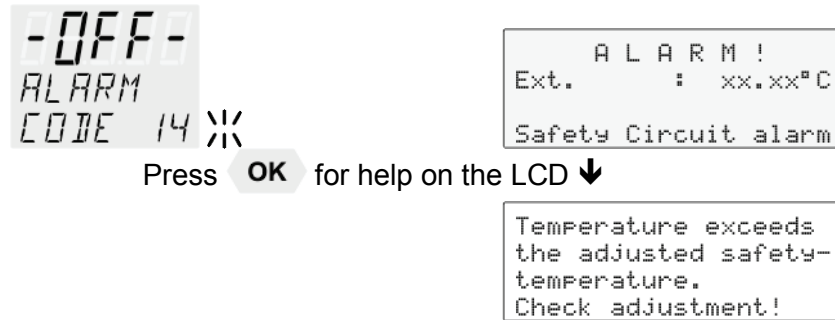 -OFF-
ALARM
CODE 14
A L A R M !
Ext. : xx.xx°C
Safety Circuit alarm
Press OK for help on the LCD 🡻
Temperature exceeds
the adjusted safety-
temperature.
Check adjustment!